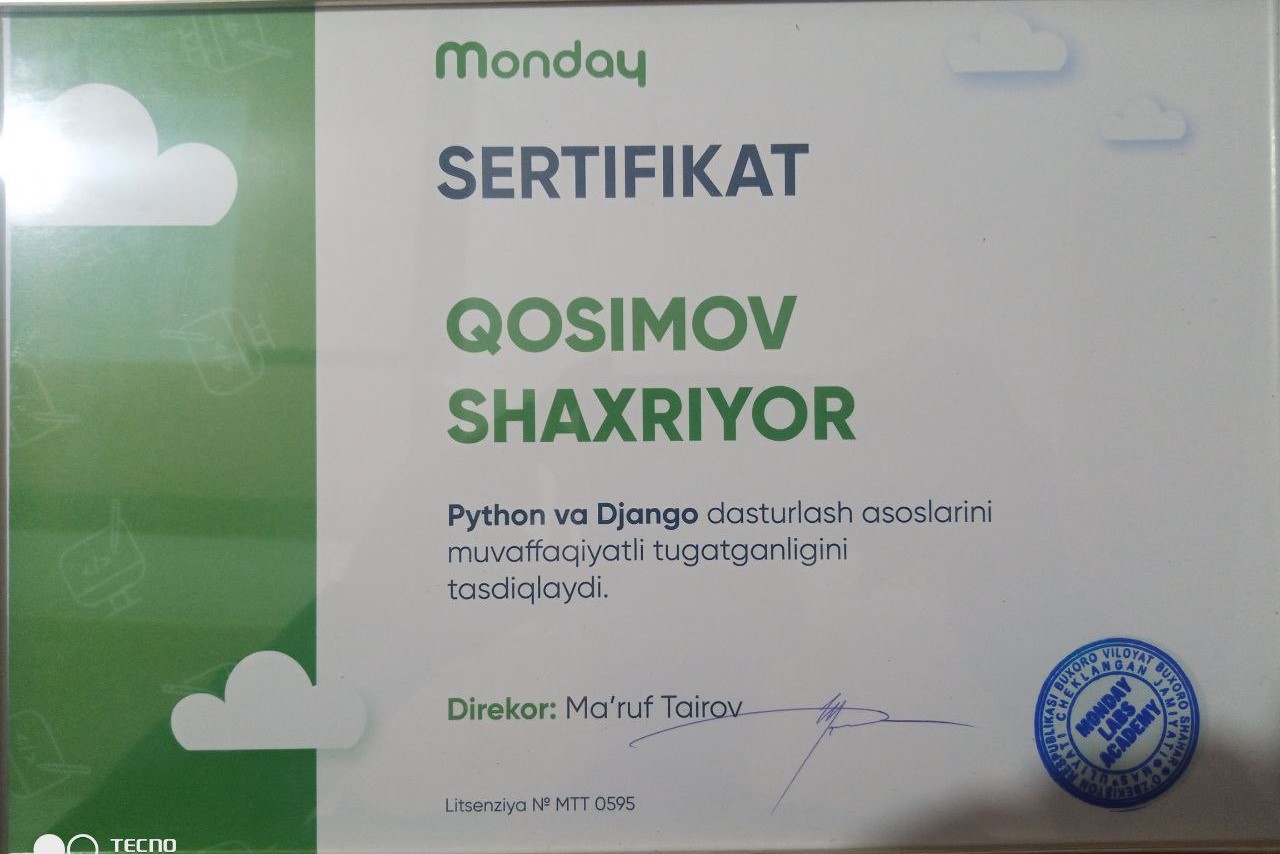 Monday
SERTIFIKAT
QOSIMOV
SHAXRIYOR
Python va Django dasturlash asoslarini
muvaffaqiyatli tugatganligini
tasdiqlaydi.
Direkor: Ma'ruf Tairov
Litsenziya № MTT 0595
O'ZBEKISTON RESPUBLIKASI BUXORO VILOYAT BUXORO SHAHAR
MAS'ULIYATI CHEKLANGAN JAMIYATI
MONDAY
LABS
ACADEMY
TECNO